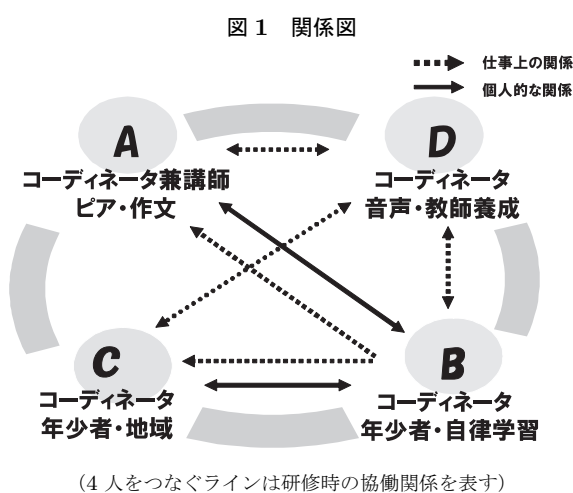 図1　関係図
仕事上の関係
個人的な関係
A
コーディネータ兼講師
ピア・作文
D
コーディネータ
音声・教師養成
C
コーディネータ
年少者・地域
B
コーディネータ
年少者・自律学習
（4人をつなぐラインは研修時の協働関係を表す）